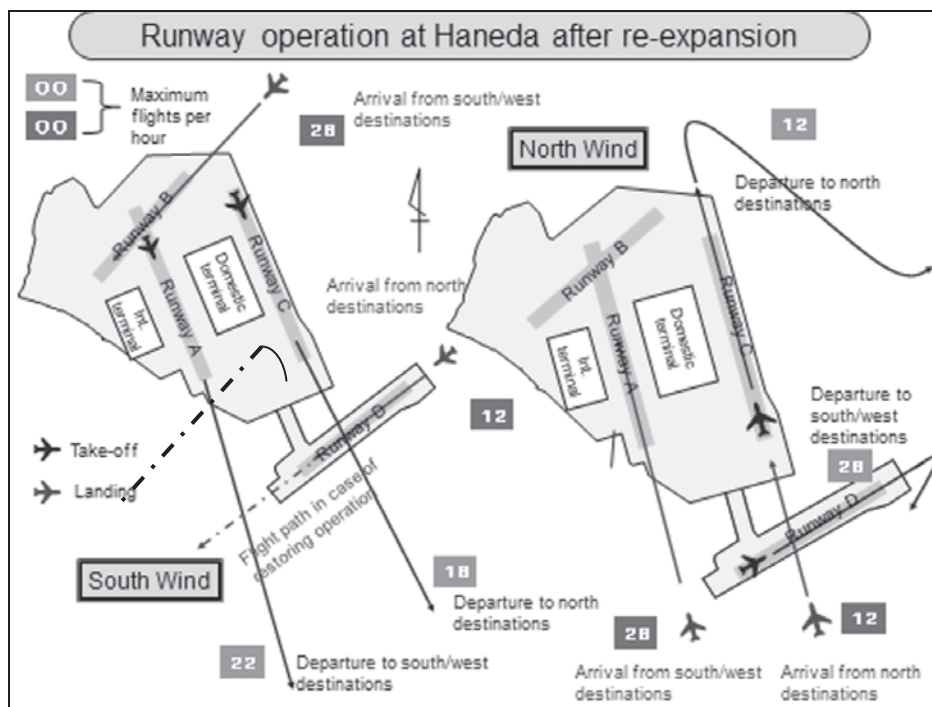 Runway operation at Haneda after re-expansion
00
00
Maximum
flights per
hour
28
Arrival from south/west
destinations
Runway B
Runway A
Runway C
Int.
terminal
Domestic
terminal
Arrival from north
destinations
12
Runway D
Take-off
Landing
Flight path in case of
restoring operation
South Wind
18
Departure to north
destinations
22
Departure to south/west
destinations
North Wind
12
Departure to north
destinations
Runway B
Runway A
Runway C
Int.
terminal
Domestic
terminal
Departure to
south/west
destinations
28
Runway D
28
Arrival from south/west
destinations
12
Arrival from north
destinations